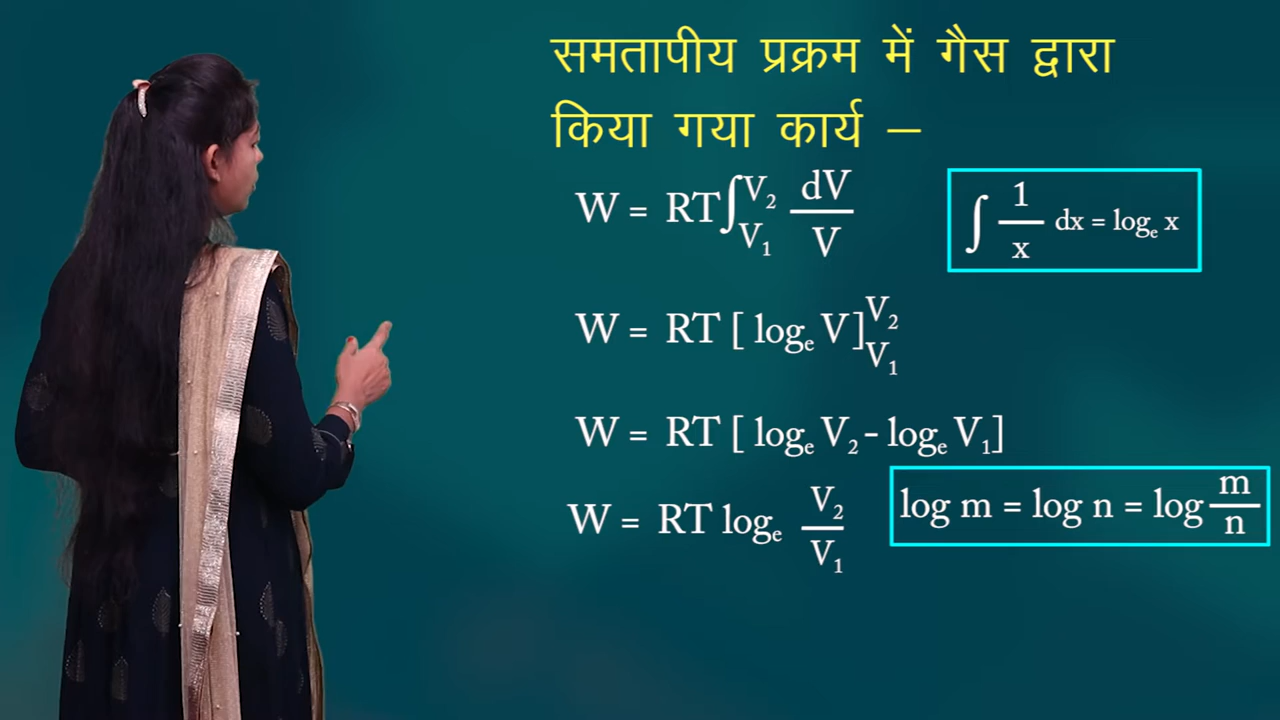 समतापीय प्रक्रम में गैस द्वारा
किया गया कार्य –
W = RT∫_{V₁}^{V₂} dV/V
∫ 1/x dx = logₑ x
W = RT [ logₑ V ]_{V₁}^{V₂}
W = RT [ logₑ V₂ - logₑ V₁]
W = RT logₑ V₂/V₁
log m = log n = log m/n